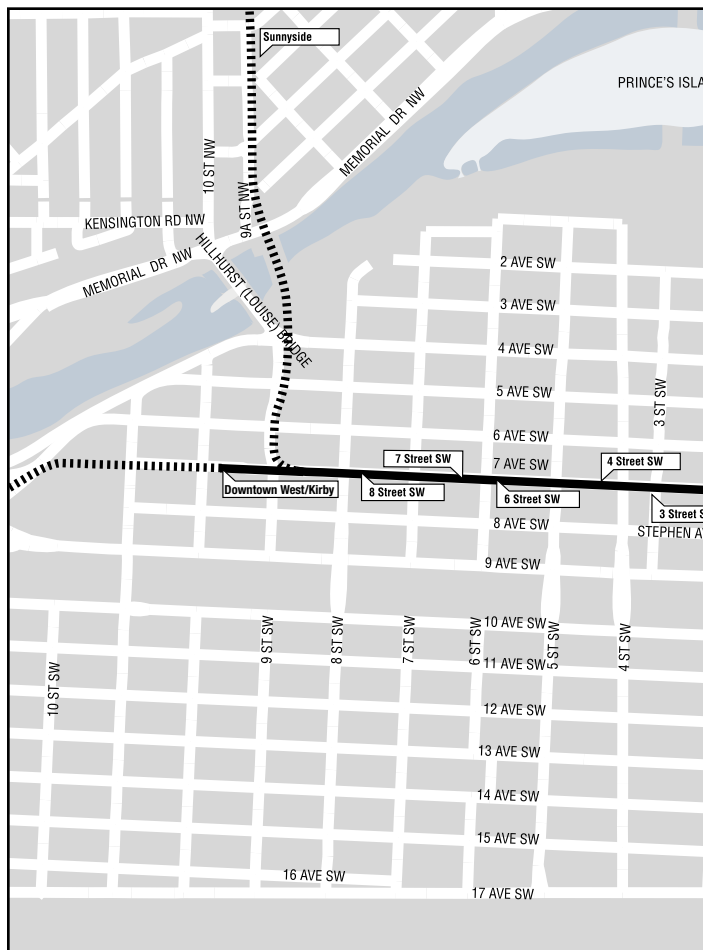 Sunnyside
PRINCE'S ISLA
MEMORIAL DR NW
10 ST NW
9A ST NW
KENSINGTON RD NW
MEMORIAL DR NW
HILLHURST (LOUISE) BRIDGE
2 AVE SW
3 AVE SW
4 AVE SW
5 AVE SW
3 ST SW
6 AVE SW
7 AVE SW
7 Street SW
4 Street SW
Downtown West/Kirby
8 Street SW
6 Street SW
3 Street S
8 AVE SW
STEPHEN AV
9 AVE SW
10 AVE SW
9 ST SW
8 ST SW
7 ST SW
6 ST SW
5 ST SW
4 ST SW
11 AVE SW
10 ST SW
12 AVE SW
13 AVE SW
14 AVE SW
15 AVE SW
16 AVE SW
17 AVE SW